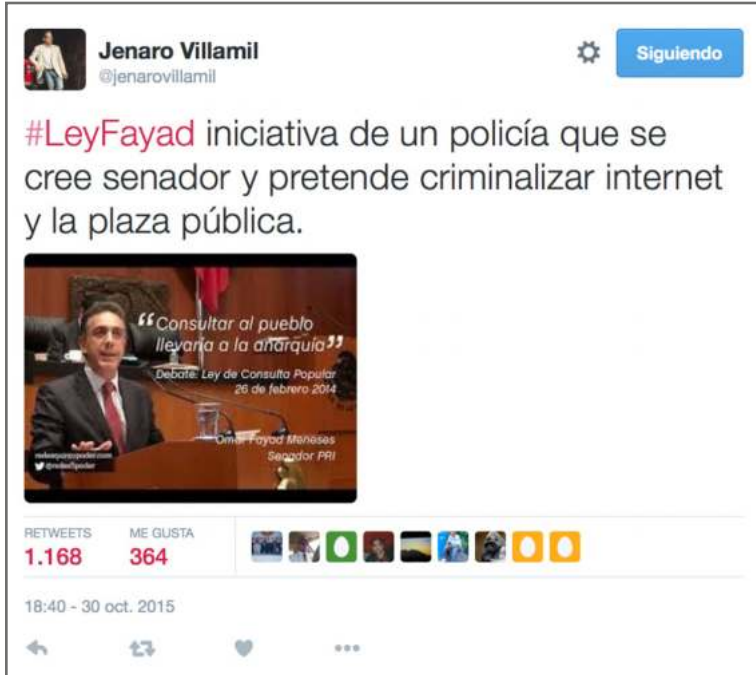 Jenaro Villamil
@jenarovillamil
Siguiendo
#LeyFayad iniciativa de un policía que se
cree senador y pretende criminalizar internet
y la plaza pública.
“Consultar al pueblo
llevaría a la anarquía”
Debate: Ley de Consulta Popular
26 de febrero 2014
Omar Fayad Meneses
Senador PRI
RETWEETS
1.168
ME GUSTA
364
18:40 - 30 oct. 2015